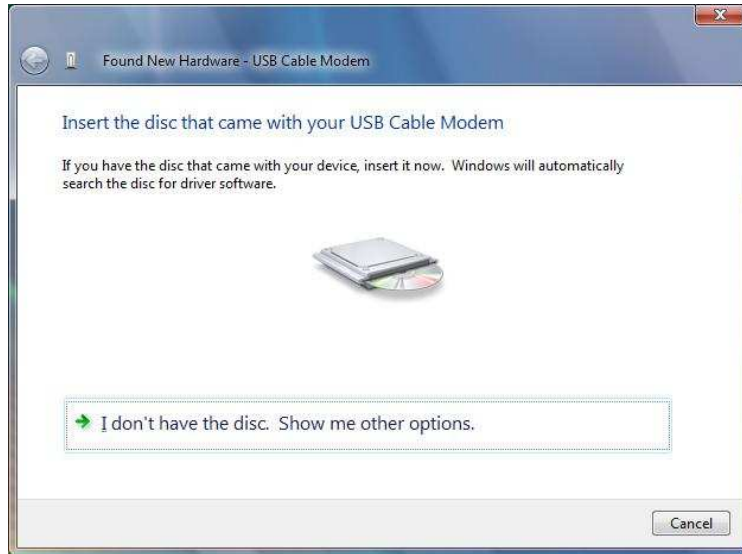 Found New Hardware - USB Cable Modem
Insert the disc that came with your USB Cable Modem
If you have the disc that came with your device, insert it now.  Windows will automatically
search the disc for driver software.
I don't have the disc.  Show me other options.
Cancel